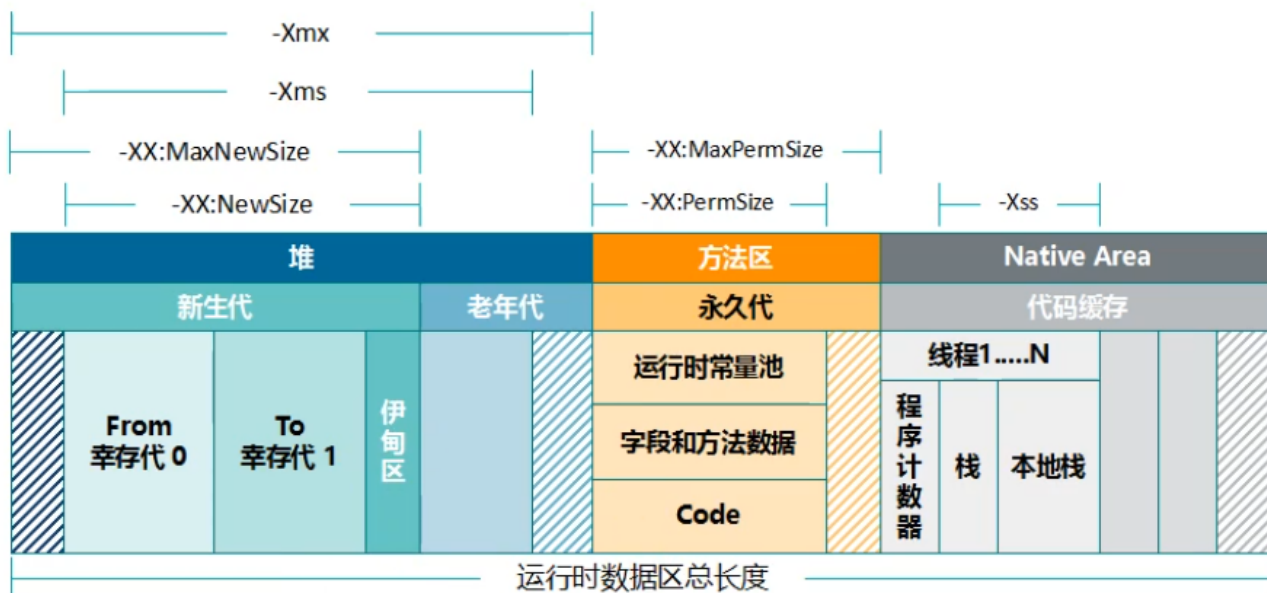 -Xmx
-Xms
-XX:MaxNewSize
-XX:MaxPermSize
-XX:NewSize
-XX:PermSize
-Xss
堆
方法区
Native Area
新生代
老年代
永久代
代码缓存
From
幸存代 0
To
幸存代 1
伊甸区
运行时常量池
字段和方法数据
Code
线程1.....N
程序计数器
栈
本地栈
运行时数据区总长度